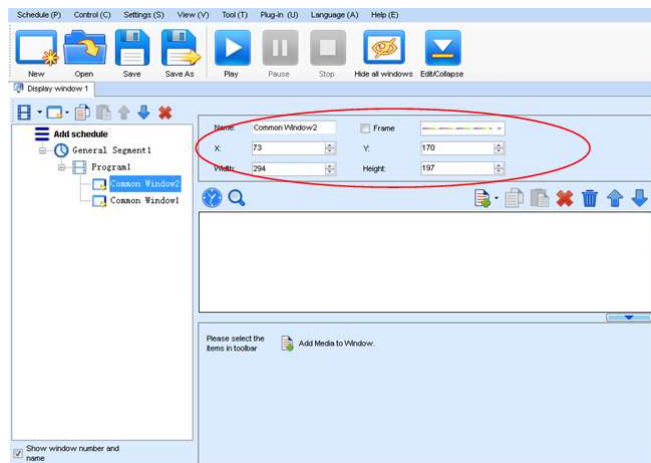 Schedule (P) Control (C) Settings (S) View (V) Tool (T) Plug-in (U) Language (A) Help (E)
New Open Save Save As Play Pause Stop Hide all windows Edit/Collapse
Display window 1
Add schedule
General Segment1
Program1
Common Window2
Common Window1
Name: Common Window2 Frame
X: 73 Y: 170
Width: 294 Height: 197
Please select the
items in toolbar
Add Media to Window.
Show window number and
name